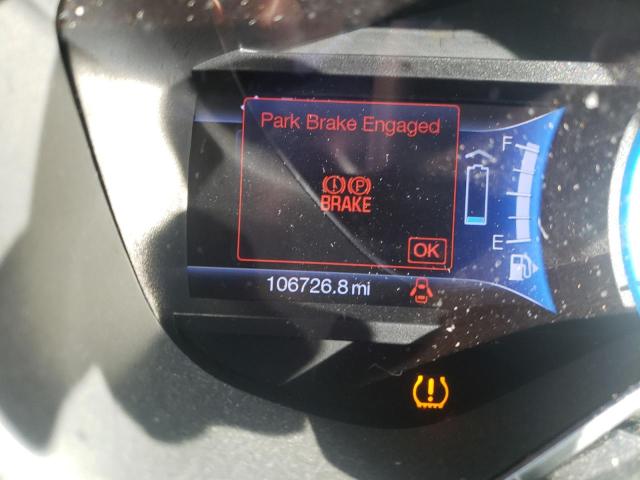 Park Brake Engaged
(!) (P)
BRAKE
OK
106726.8 mi
F
E